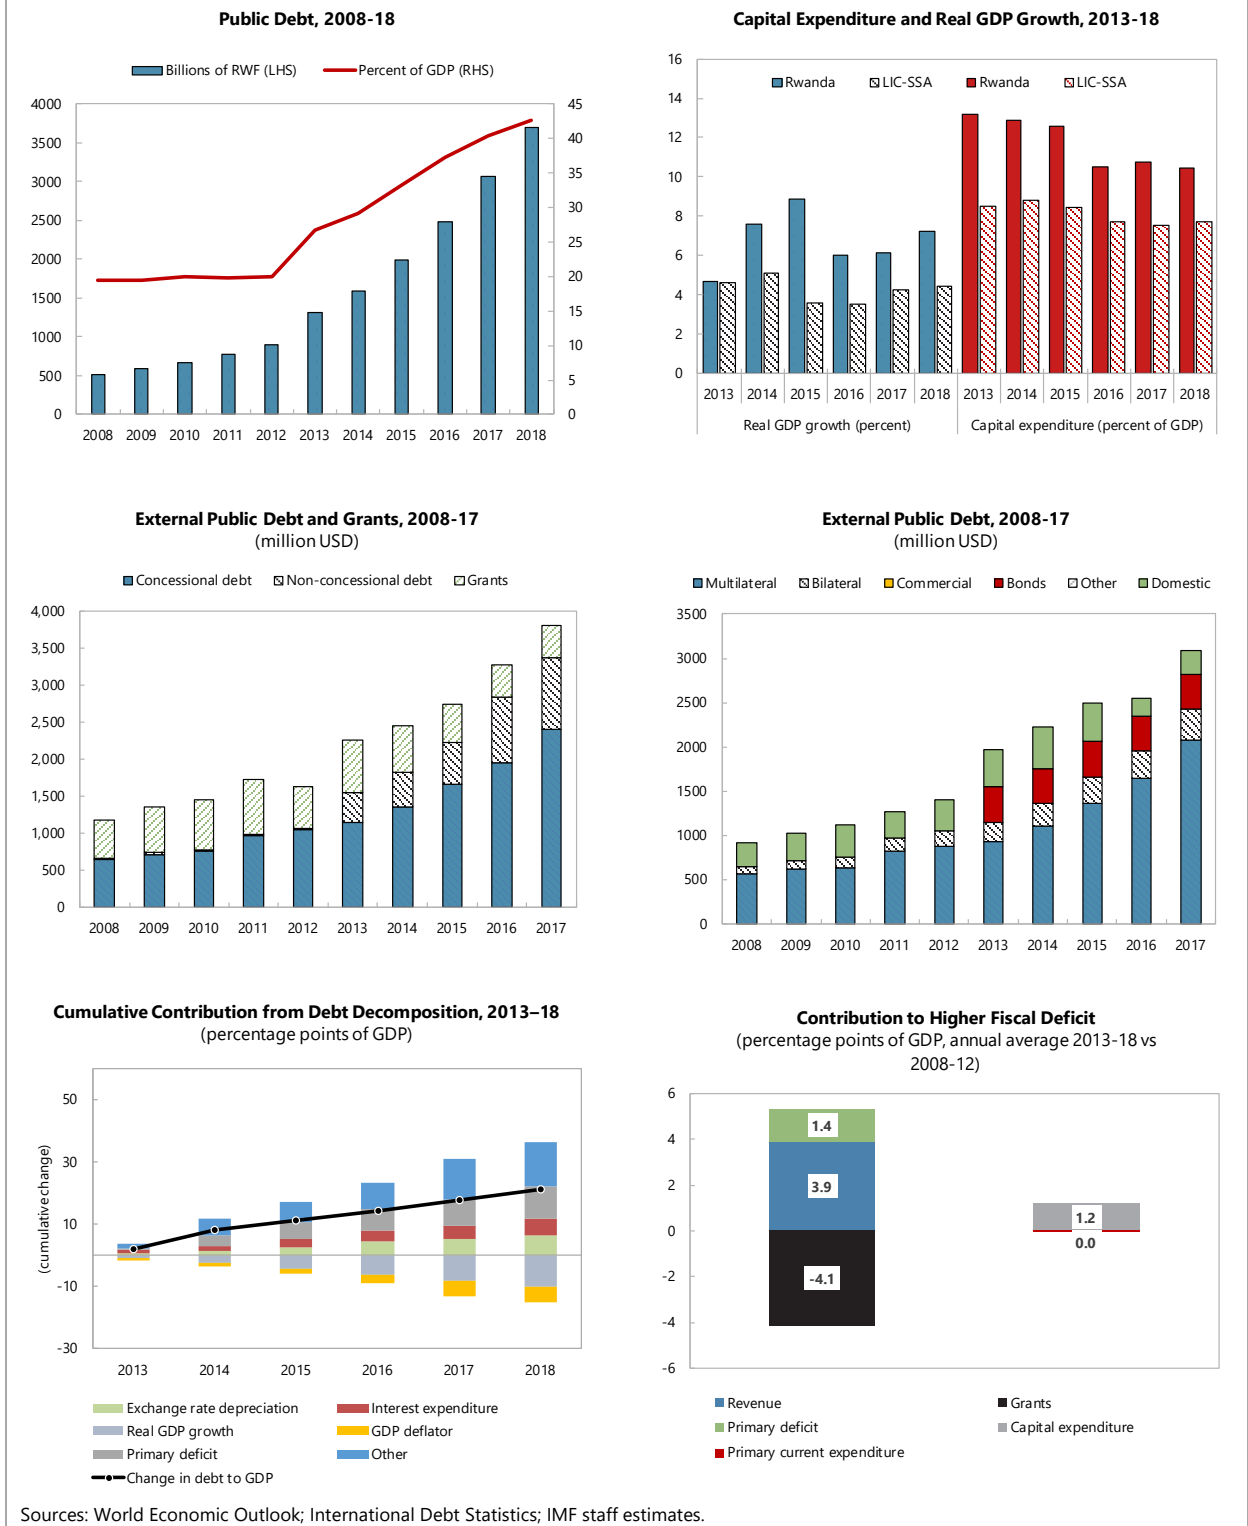 Public Debt, 2008-18
Billions of RWF (LHS) Percent of GDP (RHS)
4000 45
3500 40
3000 35
2500 30
2000 25
1500 20
1000 15
500 10
0 5
0
2008 2009 2010 2011 2012 2013 2014 2015 2016 2017 2018
Capital Expenditure and Real GDP Growth, 2013-18
16
Rwanda LIC-SSA Rwanda LIC-SSA
14
12
10
8
6
4
2
0
2013 2014 2015 2016 2017 2018 2013 2014 2015 2016 2017 2018
Real GDP growth (percent) Capital expenditure (percent of GDP)
External Public Debt and Grants, 2008-17
(million USD)
Concessional debt Non-concessional debt Grants
4,000
3,500
3,000
2,500
2,000
1,500
1,000
500
0
2008 2009 2010 2011 2012 2013 2014 2015 2016 2017
External Public Debt, 2008-17
(million USD)
Multilateral Bilateral Commercial Bonds Other Domestic
3500
3000
2500
2000
1500
1000
500
0
2008 2009 2010 2011 2012 2013 2014 2015 2016 2017
Cumulative Contribution from Debt Decomposition, 2013–18
(percentage points of GDP)
(cumulative change)
50
30
10
-10
-30
2013 2014 2015 2016 2017 2018
Exchange rate depreciation Interest expenditure
Real GDP growth GDP deflator
Primary deficit Other
Change in debt to GDP
Contribution to Higher Fiscal Deficit
(percentage points of GDP, annual average 2013-18 vs
2008-12)
6
4
2
0
-2
-4
-6
1.4
3.9
1.2
0.0
-4.1
Revenue Grants
Primary deficit Capital expenditure
Primary current expenditure
Sources: World Economic Outlook; International Debt Statistics; IMF staff estimates.